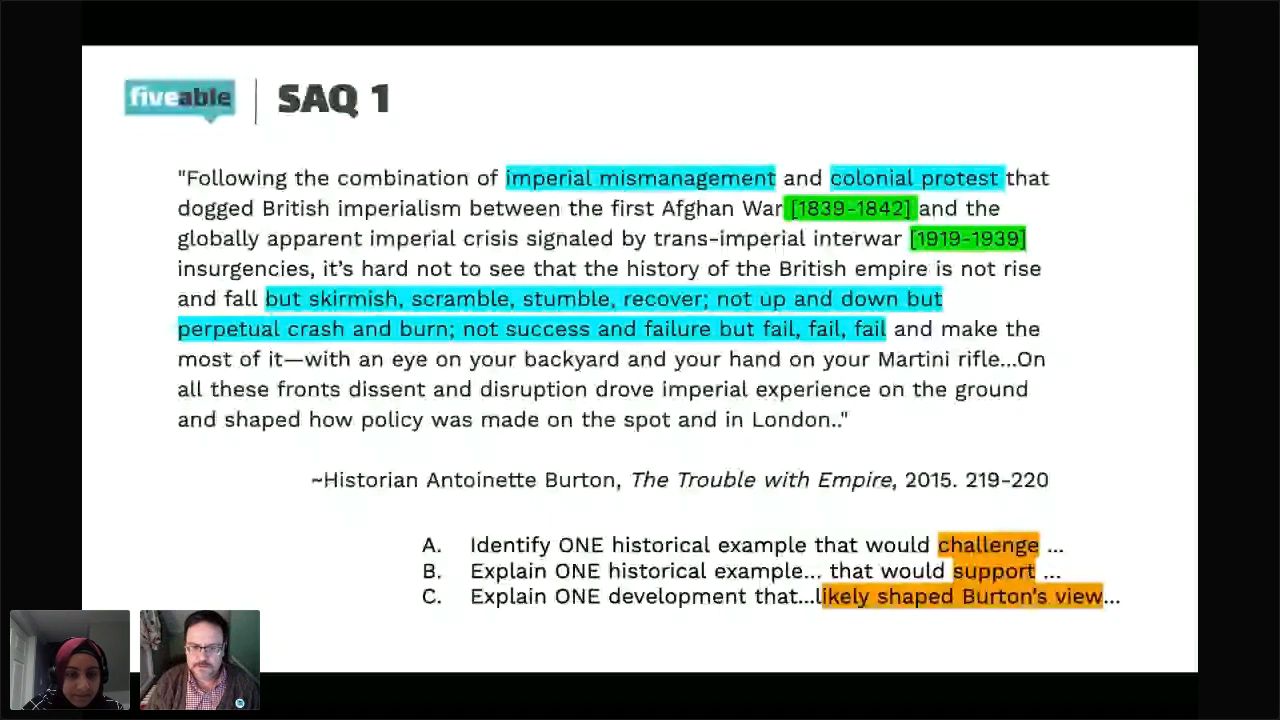 fiveable
SAQ 1
"Following the combination of imperial mismanagement and colonial protest that
dogged British imperialism between the first Afghan War [1839-1842] and the
globally apparent imperial crisis signaled by trans-imperial interwar [1919-1939]
insurgencies, it's hard not to see that the history of the British empire is not rise
and fall but skirmish, scramble, stumble, recover; not up and down but
perpetual crash and burn; not success and failure but fail, fail, fail and make the
most of it—with an eye on your backyard and your hand on your Martini rifle...On
all these fronts dissent and disruption drove imperial experience on the ground
and shaped how policy was made on the spot and in London.."
~Historian Antoinette Burton, The Trouble with Empire, 2015. 219-220
A. Identify ONE historical example that would challenge ...
B. Explain ONE historical example... that would support ...
C. Explain ONE development that...likely shaped Burton's view...